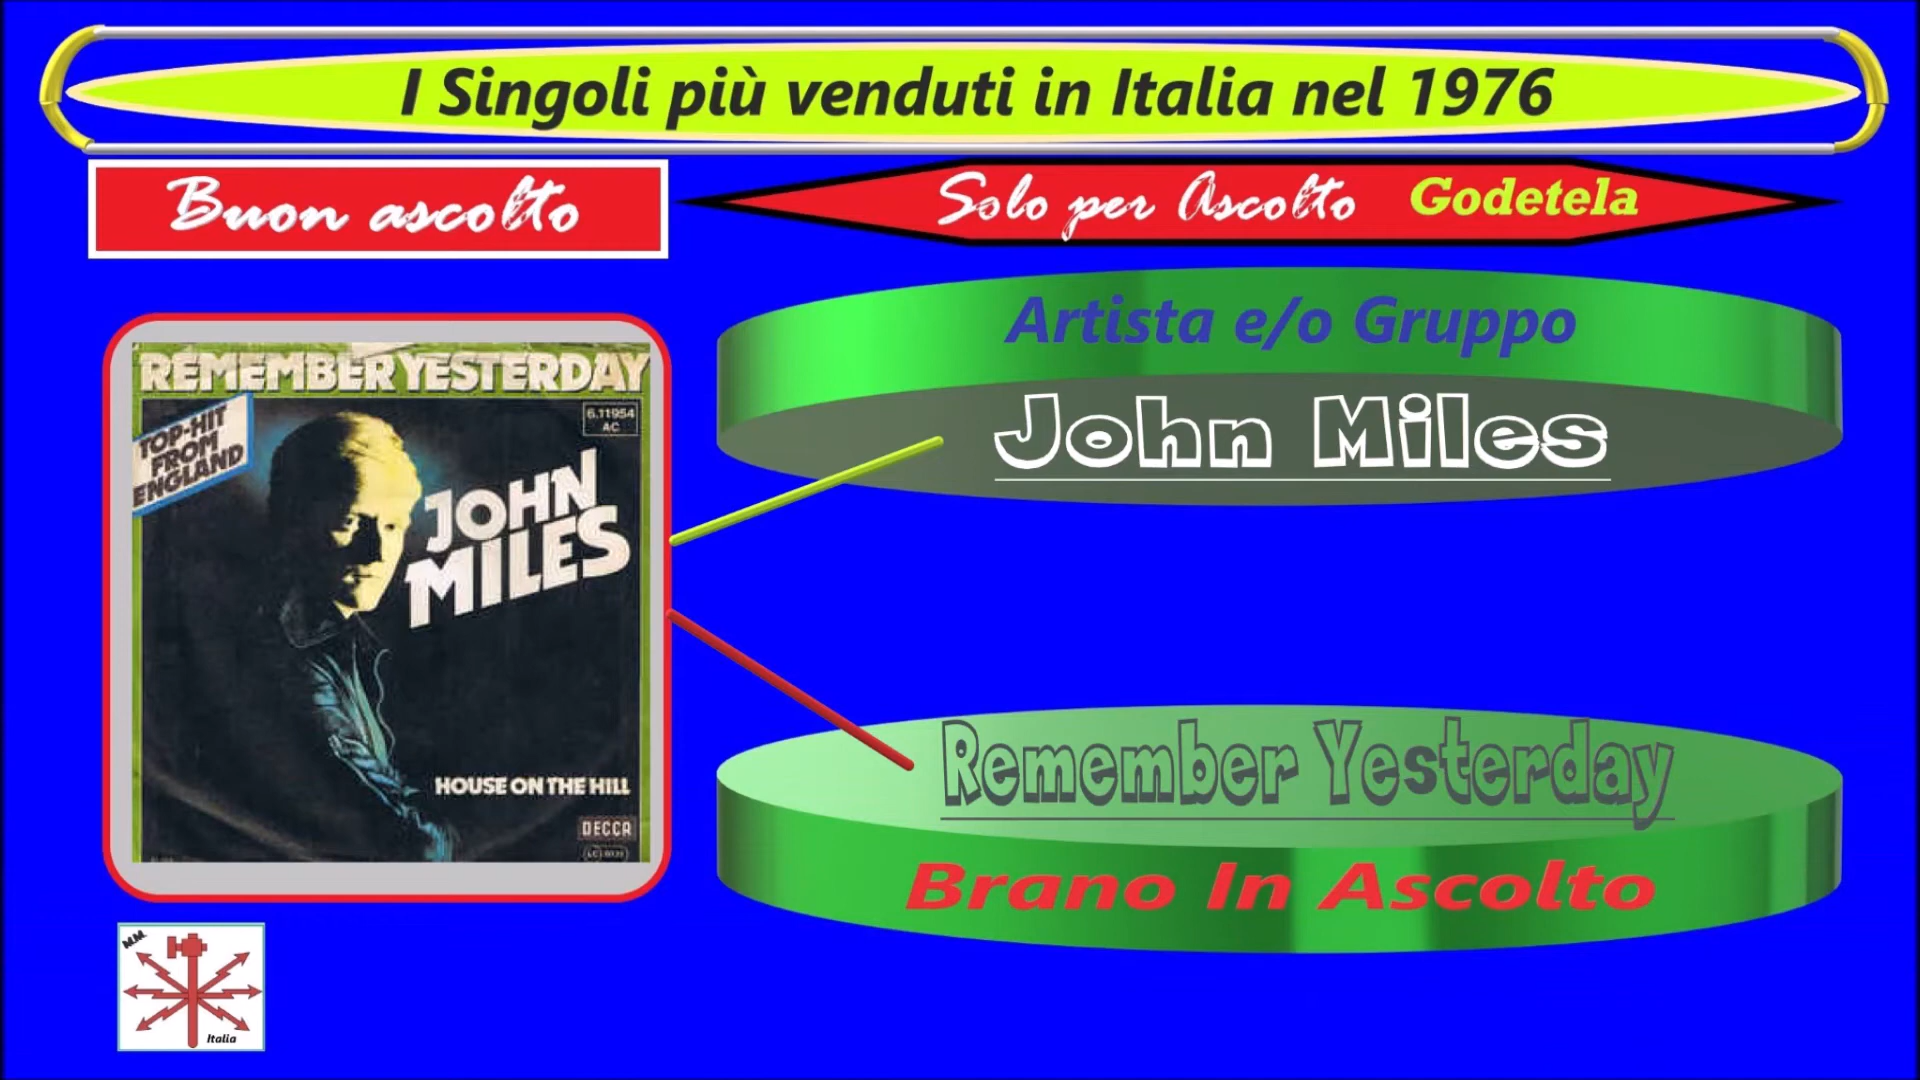 I Singoli più venduti in Italia nel 1976
Buon ascolto
Solo per Ascolto Godetela
Artista e/o Gruppo
John Miles
REMEMBER YESTERDAY
TOP-HIT
FROM
ENGLAND
6.11954
AC
JOHN
MILES
HOUSE ON THE HILL
DECCA
Remember Yesterday
Brano In Ascolto
M.M.
Italia